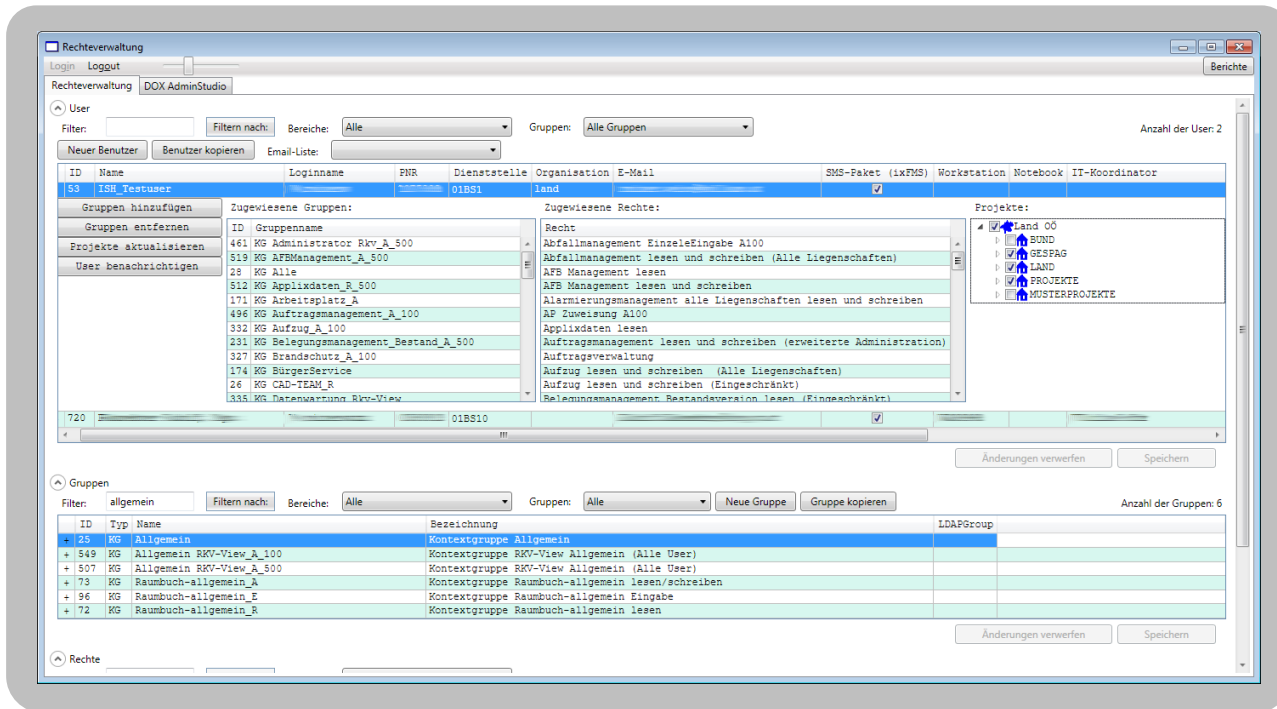 Rechteverwaltung
Login Logout Berichte
Rechteverwaltung DOX AdminStudio
User
Filter: Filtern nach: Bereiche: Alle Gruppen: Alle Gruppen Anzahl der User: 2
Neuer Benutzer Benutzer kopieren Email-Liste:
ID Name Loginname PNR Dienststelle Organisation E-Mail SMS-Paket (ixFMS) Workstation Notebook IT-Koordinator
53 ISH_Testuser 01BS1 land
Gruppen hinzufügen Zugewiesene Gruppen: Zugewiesene Rechte: Projekte:
Gruppen entfernen ID Gruppenname Recht Land OÖ
Projekte aktualisieren 461 KG Administrator Rkv_A_500 Abfallmanagement EinzeleEingabe A100 BUND
519 KG AFBManagement_A_500 Abfallmanagement lesen und schreiben (Alle Liegenschaften) GESPAG
User benachrichtigen 28 KG Alle AFB Management lesen LAND
512 KG Applixdaten_R_500 AFB Management lesen und schreiben PROJEKTE
171 KG Arbeitsplatz_A Alarmierungsmanagement alle Liegenschaften lesen und schreiben MUSTERPROJEKTE
496 KG Auftragsmanagement_A_100 AP Zuweisung A100
332 KG Aufzug_A_100 Applixdaten lesen
231 KG Belegungsmanagement_Bestand_A_500 Auftragsmanagement lesen und schreiben (erweiterte Administration)
327 KG Brandschutz_A_100 Auftragsverwaltung
174 KG BürgerService Aufzug lesen und schreiben (Alle Liegenschaften)
26 KG CAD-TEAM_R Aufzug lesen und schreiben (Eingeschränkt)
335 KG Datenwartung Rkv-View Belegungsmanagement Bestandsversion lesen (Eingeschränkt)
720 01BS10
Änderungen verwerfen Speichern
Gruppen
Filter: allgemein Filtern nach: Bereiche: Alle Gruppen: Alle Neue Gruppe Gruppe kopieren Anzahl der Gruppen: 6
ID Typ Name Bezeichnung LDAPGroup
+ 25 KG Allgemein Kontextgruppe Allgemein
+ 549 KG Allgemein RKV-View_A_100 Kontextgruppe RKV-View Allgemein (Alle User)
+ 507 KG Allgemein RKV-View_A_500 Kontextgruppe RKV-View Allgemein (Alle User)
+ 73 KG Raumbuch-allgemein_A Kontextgruppe Raumbuch-allgemein lesen/schreiben
+ 96 KG Raumbuch-allgemein_E Kontextgruppe Raumbuch-allgemein Eingabe
+ 72 KG Raumbuch-allgemein_R Kontextgruppe Raumbuch-allgemein lesen
Änderungen verwerfen Speichern
Rechte